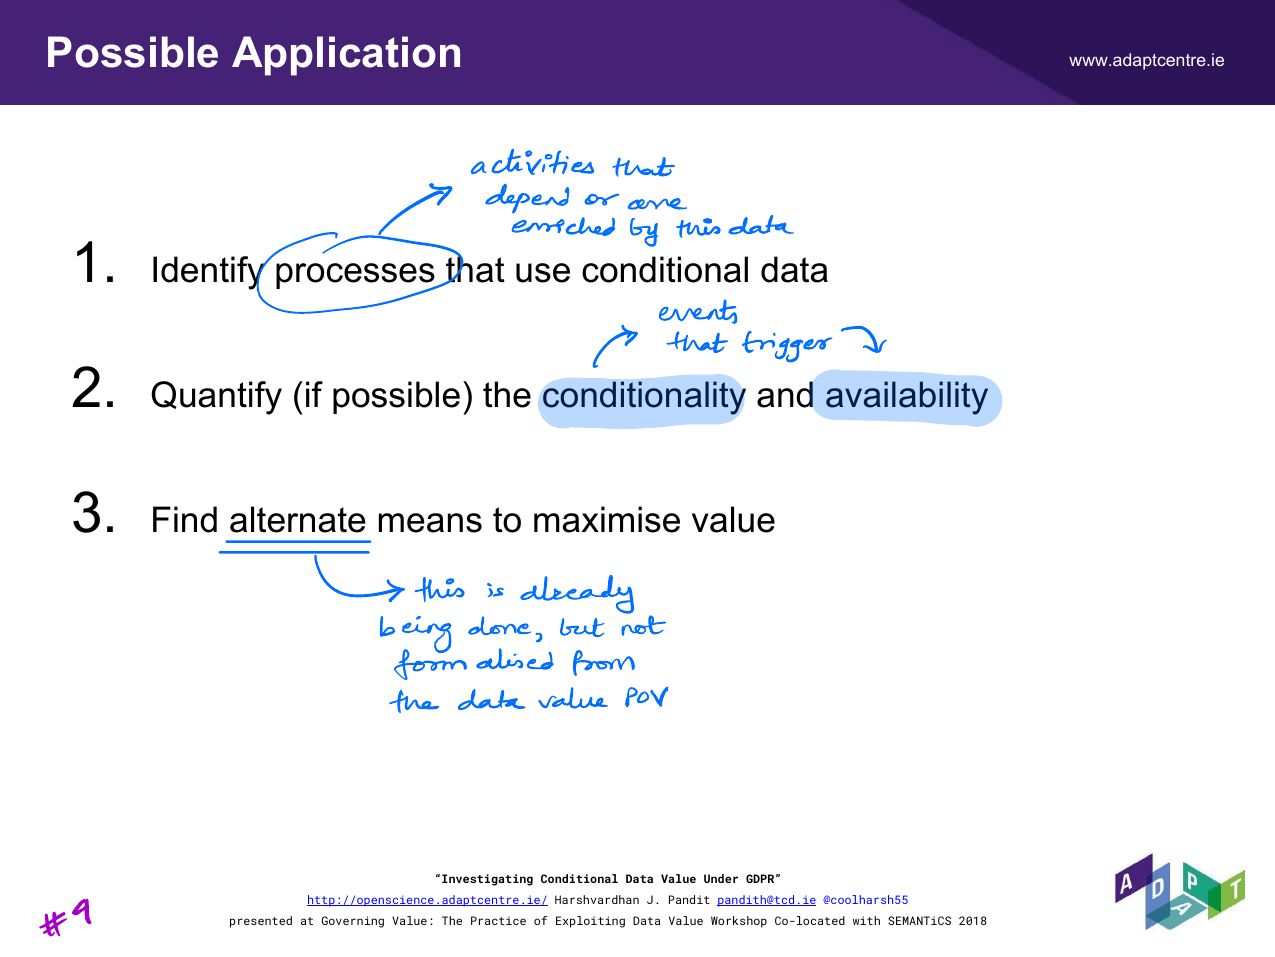 Possible Application
www.adaptcentre.ie
activities that
depend or are
enriched by this data
1. Identify processes that use conditional data
events
that trigger
2. Quantify (if possible) the conditionality and availability
3. Find alternate means to maximise value
this is already
being done, but not
formalised from
the data value POV
“Investigating Conditional Data Value Under GDPR”
http://openscience.adaptcentre.ie/ Harshvardhan J. Pandit pandith@tcd.ie @coolharsh55
presented at Governing Value: The Practice of Exploiting Data Value Workshop Co-located with SEMANTiCS 2018
#9
ADAPT